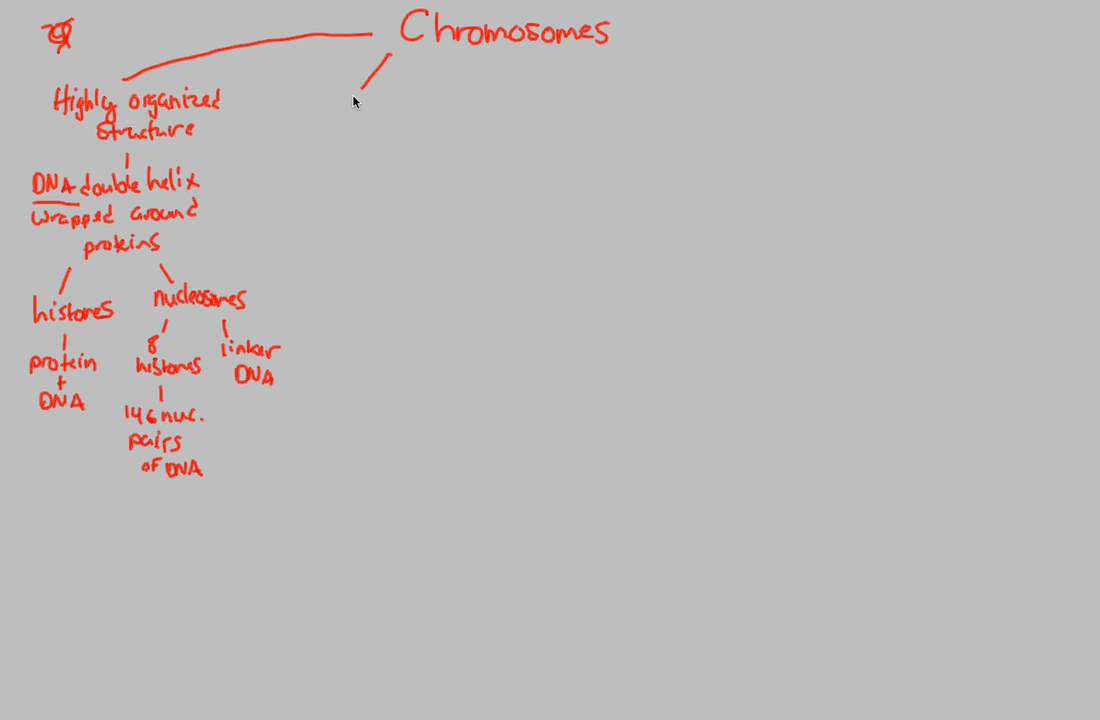 Chromosomes
Highly organized
structure
DNA double helix
wrapped around
proteins
histones
protein
+
DNA
nucleosomes
8
histones
146 nuc.
pairs
of DNA
linker
DNA